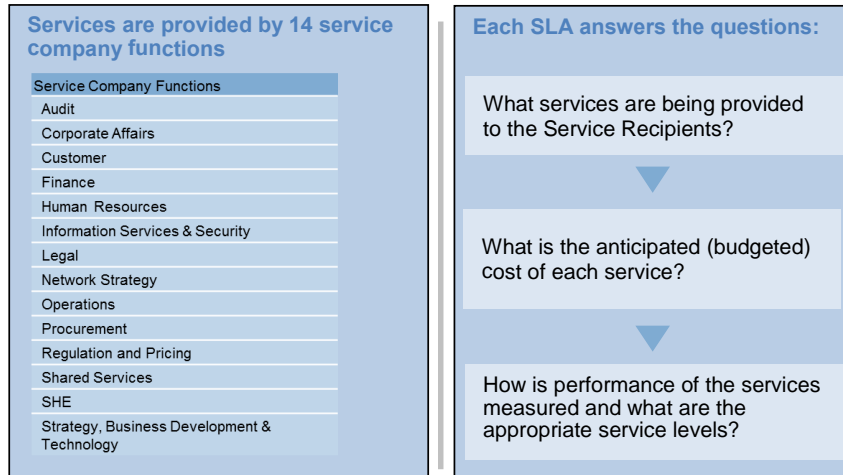 Services are provided by 14 service
company functions
Service Company Functions
Audit
Corporate Affairs
Customer
Finance
Human Resources
Information Services & Security
Legal
Network Strategy
Operations
Procurement
Regulation and Pricing
Shared Services
SHE
Strategy, Business Development &
Technology
Each SLA answers the questions:
What services are being provided
to the Service Recipients?
What is the anticipated (budgeted)
cost of each service?
How is performance of the services
measured and what are the
appropriate service levels?